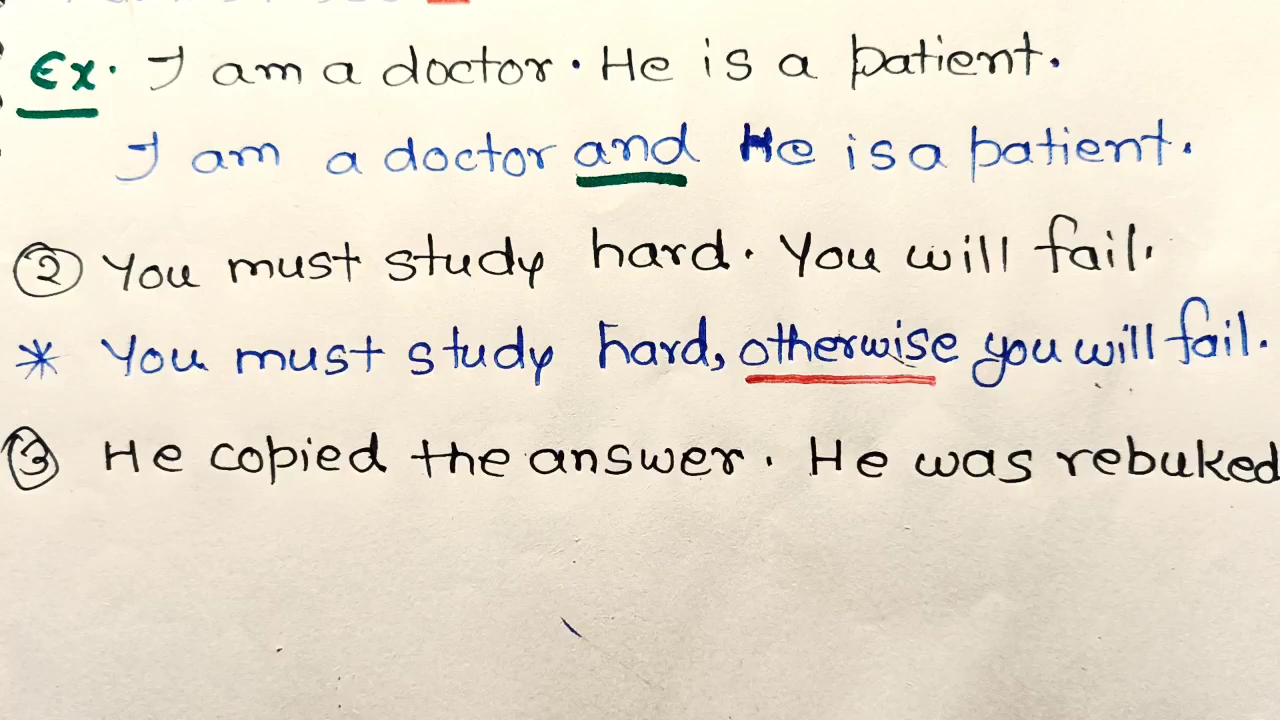 Ex. I am a doctor. He is a patient.
I am a doctor and He is a patient.
② You must study hard. You will fail.
* You must study hard, otherwise you will fail.
③ He copied the answer. He was rebuked